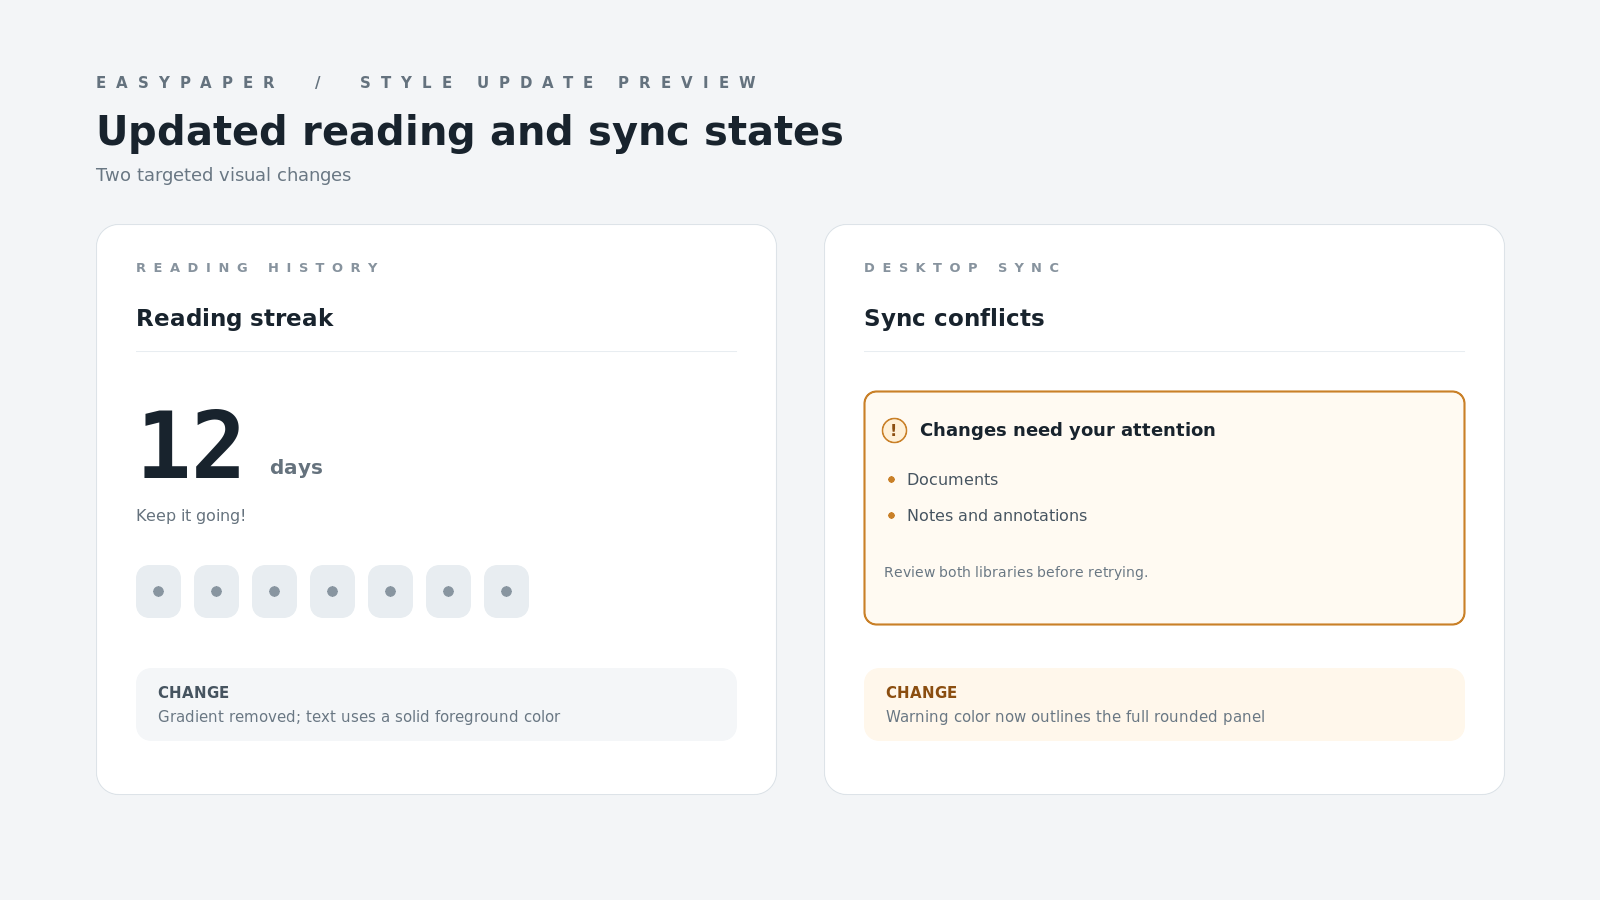 EASYPAPER / STYLE UPDATE PREVIEW
Updated reading and sync states
Two targeted visual changes
READING HISTORY
Reading streak
12 days
Keep it going!
CHANGE
Gradient removed; text uses a solid foreground color
DESKTOP SYNC
Sync conflicts
! Changes need your attention
• Documents
• Notes and annotations
Review both libraries before retrying.
CHANGE
Warning color now outlines the full rounded panel